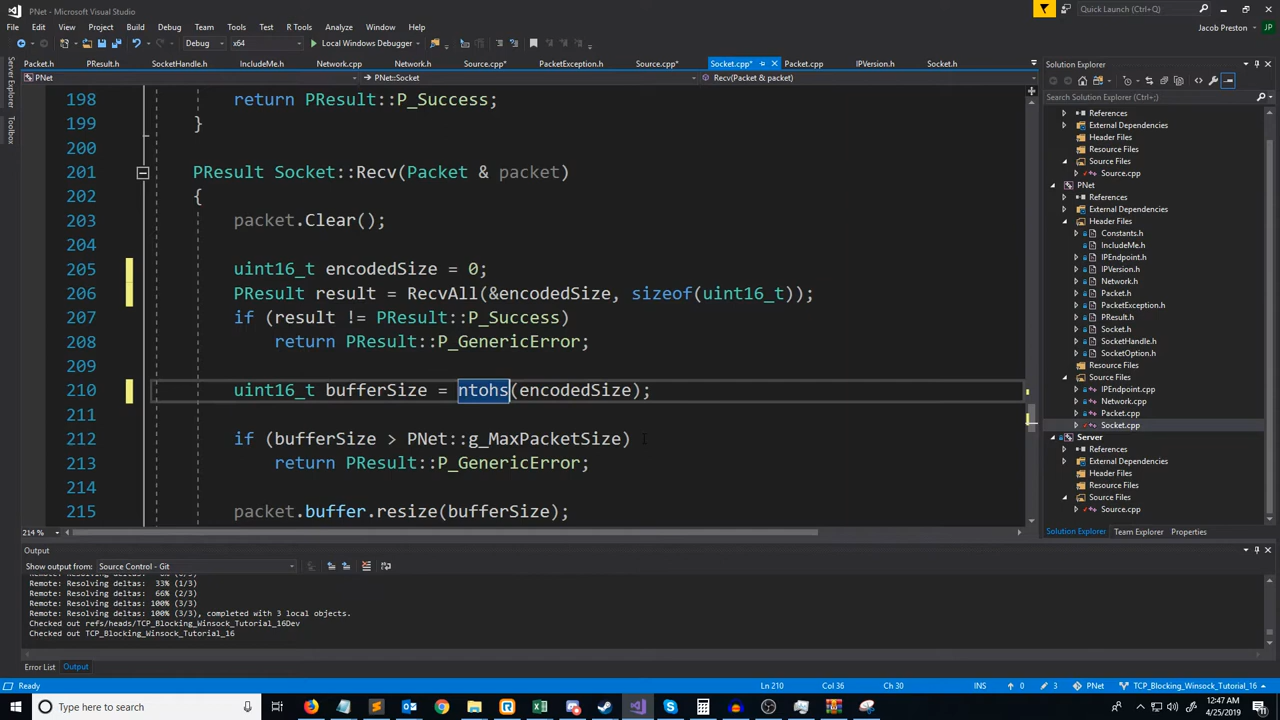 PNet - Microsoft Visual Studio
Quick Launch (Ctrl+Q)
File Edit View Project Build Debug Team Tools Test R Tools Analyze Window Help
Jacob Preston
JP
Debug x64 Local Windows Debugger
Packet.h PResult.h SocketHandle.h IncludeMe.h Network.cpp Network.h Source.cpp* PacketException.h Source.cpp* Socket.cpp* Packet.cpp IPVersion.h Socket.h
PNet PNet::Socket Recv(Packet & packet)
Server Explorer
Toolbox
198 return PResult::P_Success;
199 }
200
201 PResult Socket::Recv(Packet & packet)
202 {
203 packet.Clear();
204
205 uint16_t encodedSize = 0;
206 PResult result = RecvAll(&encodedSize, sizeof(uint16_t));
207 if (result != PResult::P_Success)
208 return PResult::P_GenericError;
209
210 uint16_t bufferSize = ntohs(encodedSize);
211
212 if (bufferSize > PNet::g_MaxPacketSize)
213 return PResult::P_GenericError;
214
215 packet.buffer.resize(bufferSize);
214 %
Solution Explorer
Search Solution Explorer (Ctrl+;)
References
External Dependencies
Header Files
Resource Files
Source Files
Source.cpp
PNet
References
External Dependencies
Header Files
Constants.h
IncludeMe.h
IPEndpoint.h
IPVersion.h
Network.h
Packet.h
PacketException.h
PResult.h
Socket.h
SocketHandle.h
SocketOption.h
Source Files
IPEndpoint.cpp
Network.cpp
Packet.cpp
Socket.cpp
Server
References
External Dependencies
Header Files
Resource Files
Source Files
Source.cpp
Solution Explorer Team Explorer Properties
Output
Show output from: Source Control - Git
Remote: Resolving deltas: 33% (1/3)
Remote: Resolving deltas: 66% (2/3)
Remote: Resolving deltas: 100% (3/3)
Remote: Resolving deltas: 100% (3/3), completed with 3 local objects.
Checked out refs/heads/TCP_Blocking_Winsock_Tutorial_16Dev
Checked out TCP_Blocking_Winsock_Tutorial_16
Error List Output
Ready Ln 210 Col 36 Ch 30 INS 0 3 PNet TCP_Blocking_Winsock_Tutorial_16
Type here to search
12:47 AM
4/25/2019